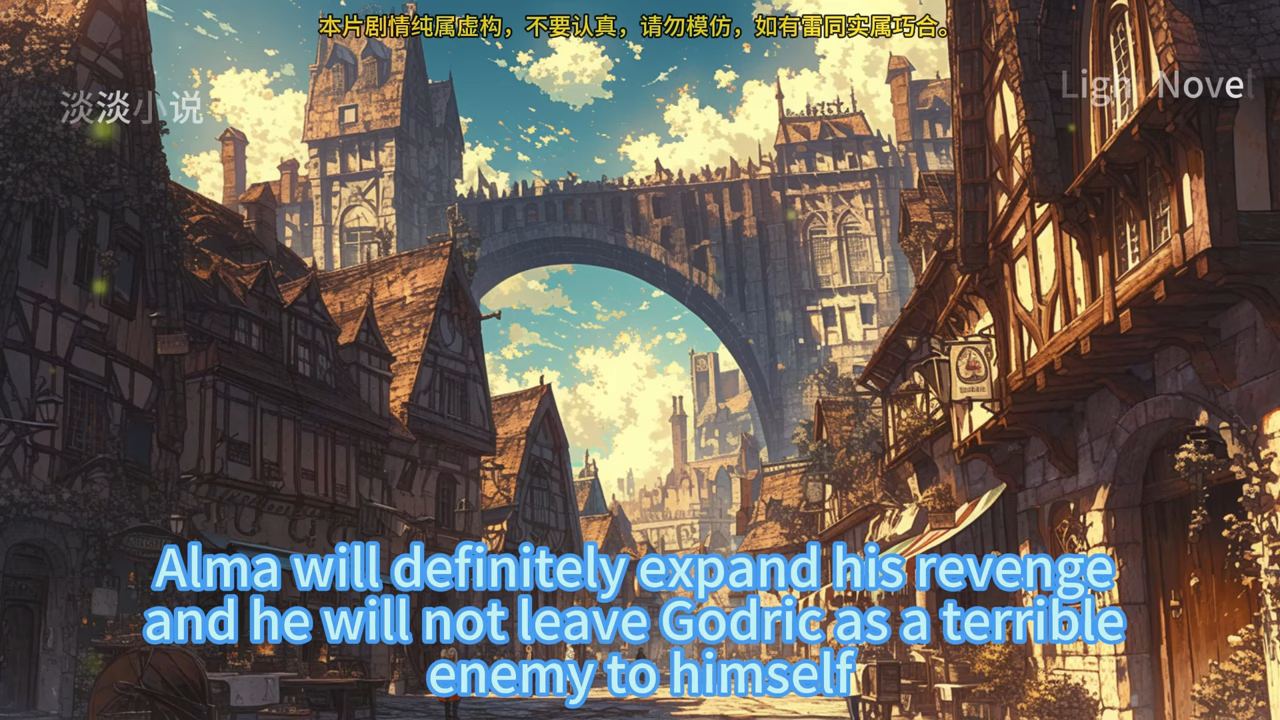 本片剧情纯属虚构，不要认真，请勿模仿，如有雷同实属巧合。
淡淡小说
Light Novel
Alma will definitely expand his revenge
and he will not leave Godric as a terrible
enemy to himself